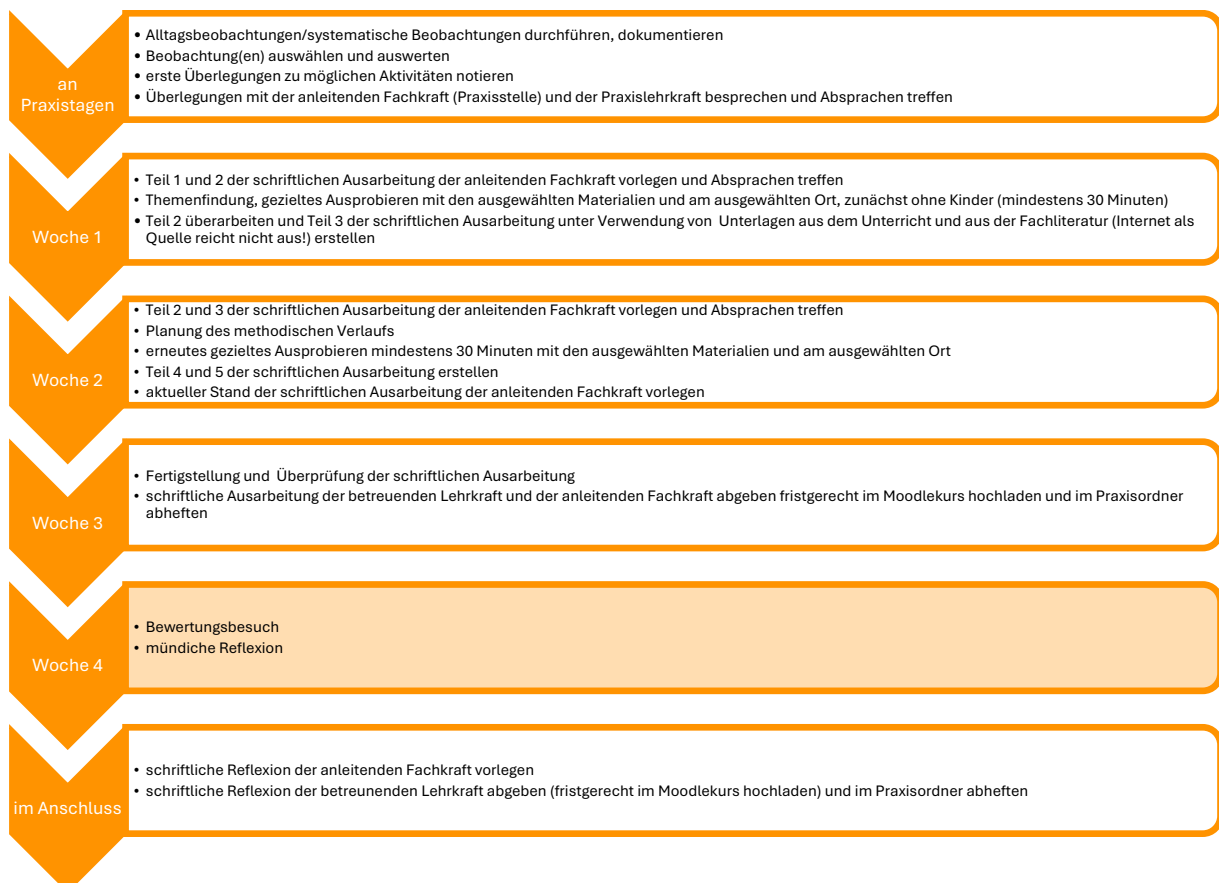 an
Praxistagen
• Alltagsbeobachtungen/systematische Beobachtungen durchführen, dokumentieren
• Beobachtung(en) auswählen und auswerten
• erste Überlegungen zu möglichen Aktivitäten notieren
• Überlegungen mit der anleitenden Fachkraft (Praxisstelle) und der Praxislehrkraft besprechen und Absprachen treffen
Woche 1
• Teil 1 und 2 der schriftlichen Ausarbeitung der anleitenden Fachkraft vorlegen und Absprachen treffen
• Themenfindung, gezieltes Ausprobieren mit den ausgewählten Materialien und am ausgewählten Ort, zunächst ohne Kinder (mindestens 30 Minuten)
• Teil 2 überarbeiten und Teil 3 der schriftlichen Ausarbeitung unter Verwendung von Unterlagen aus dem Unterricht und aus der Fachliteratur (Internet als
Quelle reicht nicht aus!) erstellen
Woche 2
• Teil 2 und 3 der schriftlichen Ausarbeitung der anleitenden Fachkraft vorlegen und Absprachen treffen
• Planung des methodischen Verlaufs
• erneutes gezieltes Ausprobieren mindestens 30 Minuten mit den ausgewählten Materialien und am ausgewählten Ort
• Teil 4 und 5 der schriftlichen Ausarbeitung erstellen
• aktueller Stand der schriftlichen Ausarbeitung der anleitenden Fachkraft vorlegen
Woche 3
• Fertigstellung und Überprüfung der schriftlichen Ausarbeitung
• schriftliche Ausarbeitung der betreuenden Lehrkraft und der anleitenden Fachkraft abgeben fristgerecht im Moodlekurs hochladen und im Praxisordner
abheften
Woche 4
• Bewertungsbesuch
• mündiche Reflexion
im Anschluss
• schriftliche Reflexion der anleitenden Fachkraft vorlegen
• schriftliche Reflexion der betreunenden Lehrkraft abgeben (fristgerecht im Moodlekurs hochladen) und im Praxisordner abheften